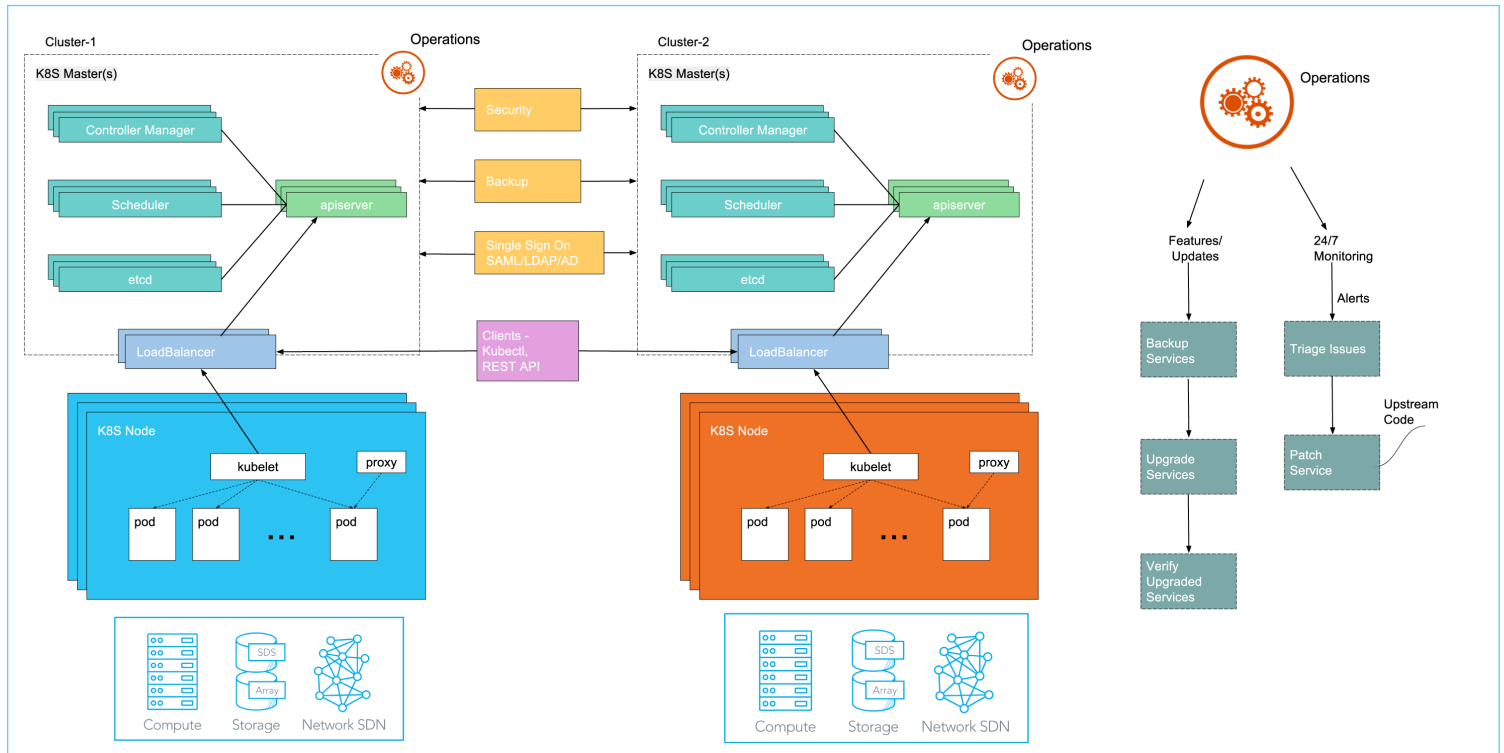 Cluster-1
Operations
K8S Master(s)
Controller Manager
Scheduler
apiserver
etcd
LoadBalancer
K8S Node
kubelet
proxy
pod
pod
...
pod
SDS
Array
Compute
Storage
Network SDN
Security
Backup
Single Sign On
SAML/LDAP/AD
Clients -
Kubectl,
REST API
Cluster-2
Operations
K8S Master(s)
Controller Manager
Scheduler
apiserver
etcd
LoadBalancer
K8S Node
kubelet
proxy
pod
pod
...
pod
SDS
Array
Compute
Storage
Network SDN
Operations
Features/
Updates
Backup
Services
Upgrade
Services
Verify
Upgraded
Services
24/7
Monitoring
Alerts
Triage Issues
Patch
Service
Upstream
Code